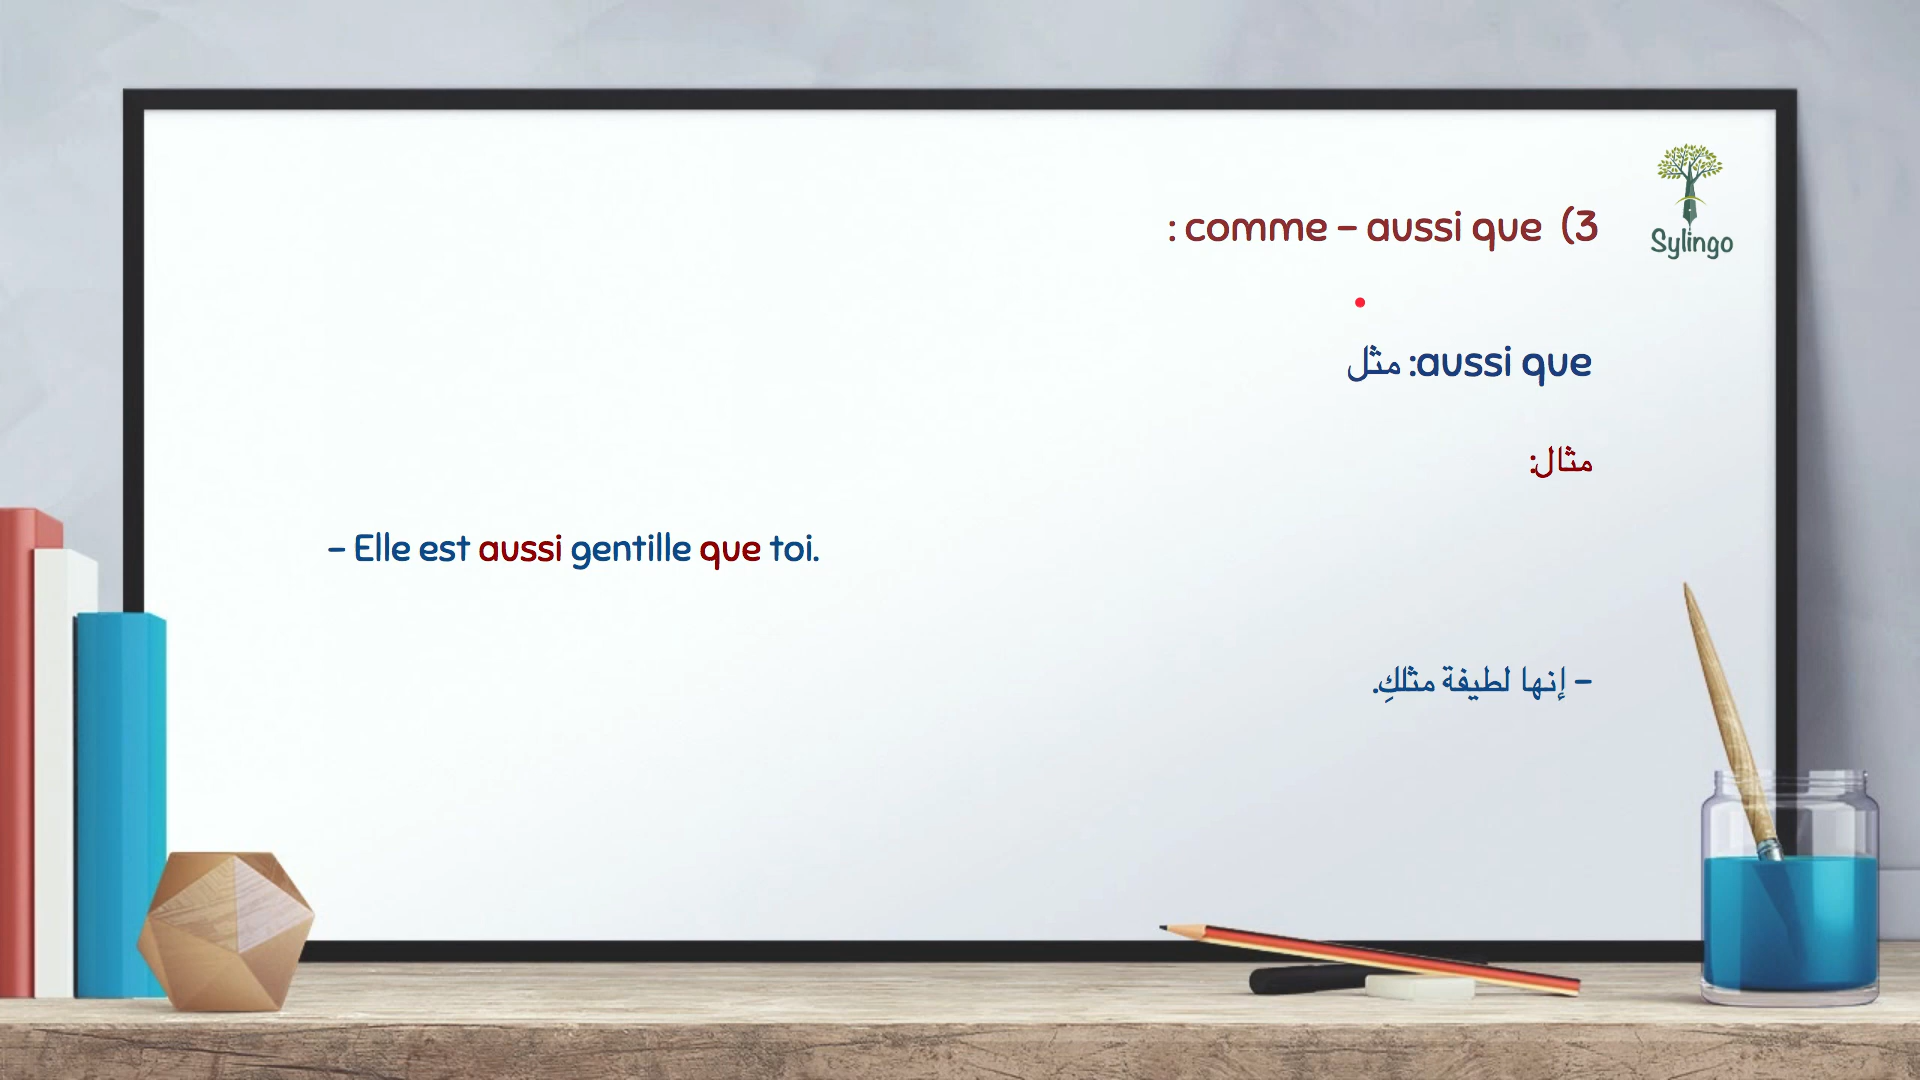 Sylingo
3) comme – aussi que :
aussi que: مثل
مثال:
– Elle est aussi gentille que toi.
– إنها لطيفة مثلكِ.